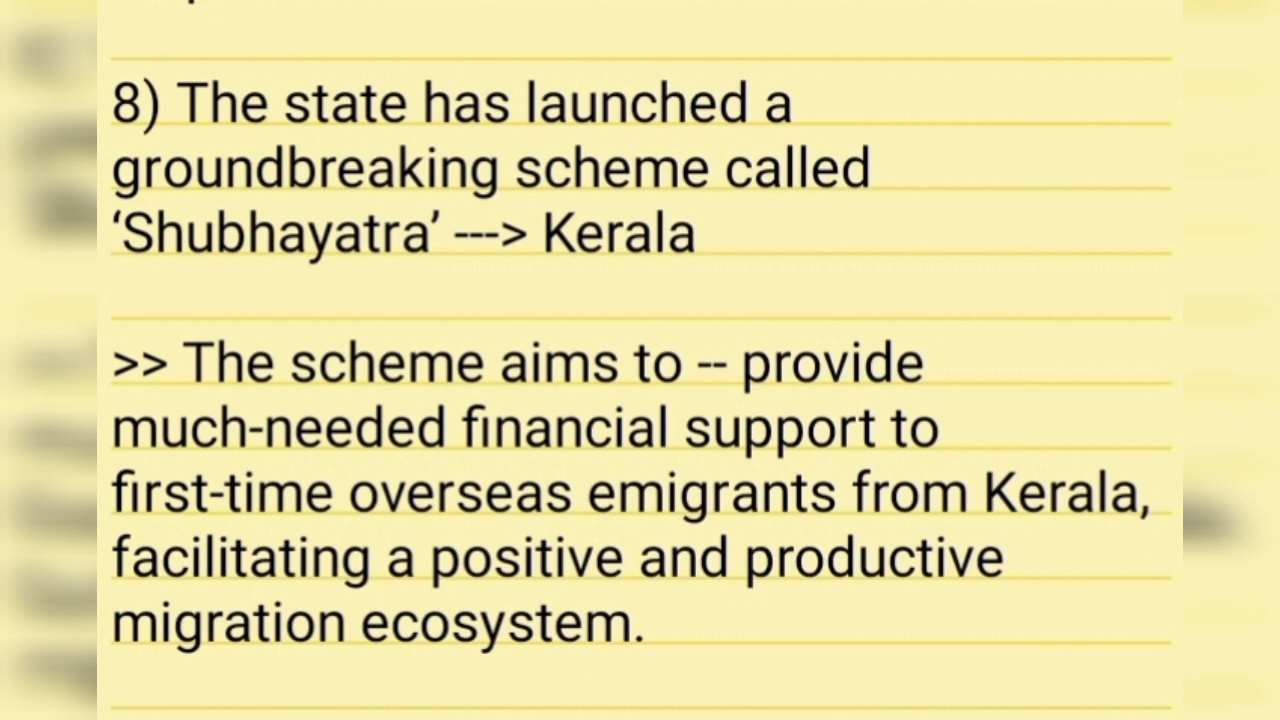 8) The state has launched a
groundbreaking scheme called
‘Shubhayatra’ ---> Kerala
>> The scheme aims to -- provide
much-needed financial support to
first-time overseas emigrants from Kerala,
facilitating a positive and productive
migration ecosystem.